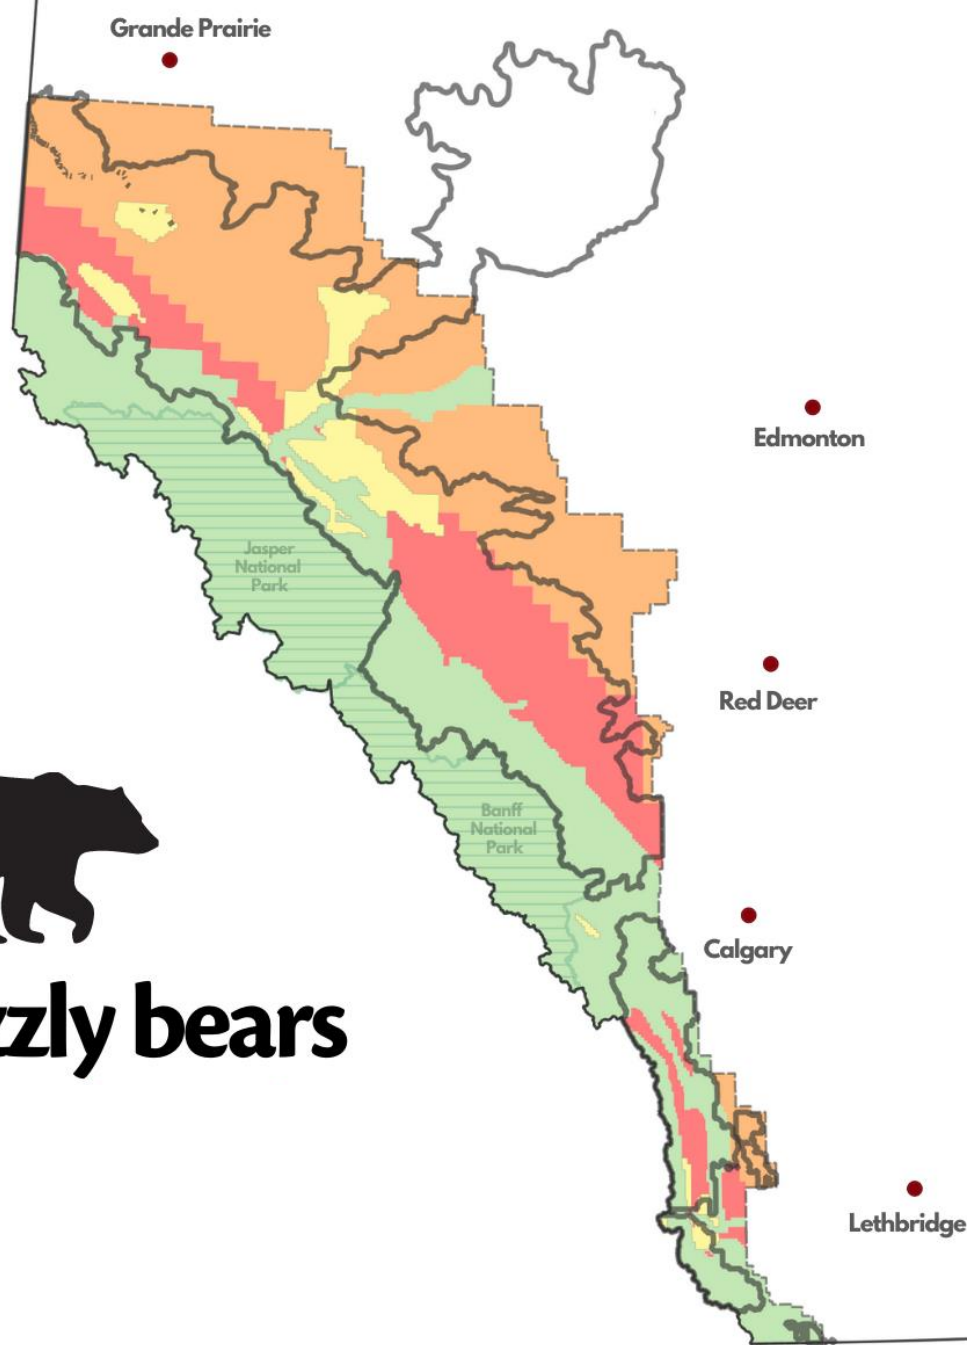 Grande Prairie
Edmonton
Jasper
National
Park
Red Deer
Banff
National
Park
Calgary
zzly bears
Lethbridge